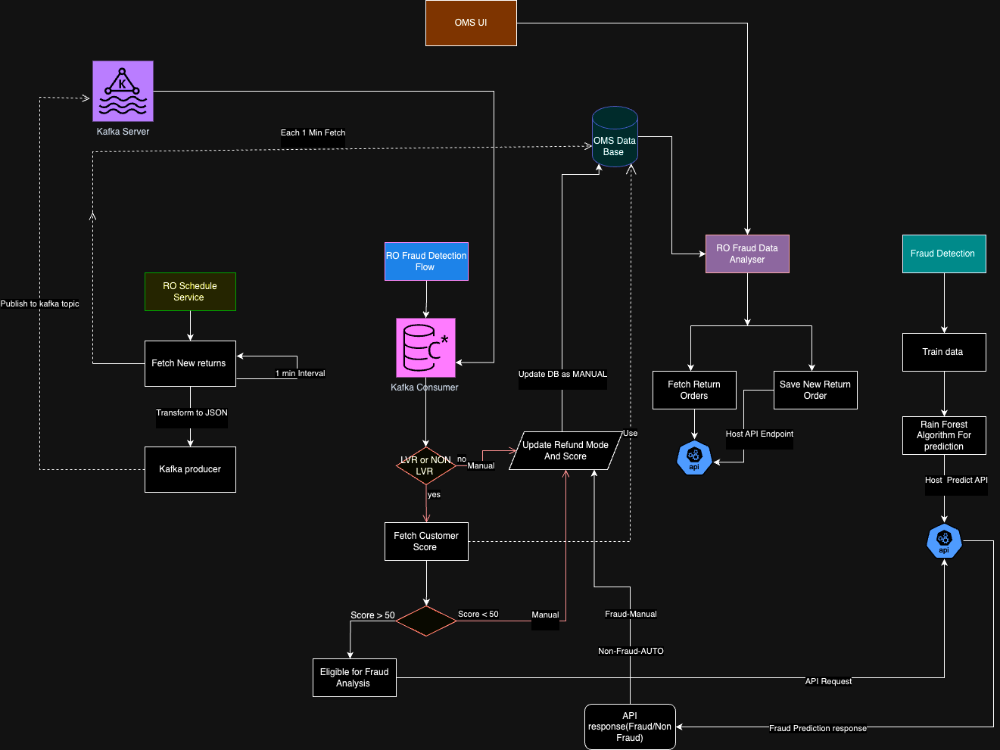 OMS UI
K
Kafka Server
Each 1 Min Fetch
OMS Data
Base
RO Fraud Detection
Flow
RO Fraud Data
Analyser
Fraud Detection
RO Schedule
Service
Publish to kafka topic
Fetch New returns
1 min Interval
C*
Kafka Consumer
Update DB as MANUAL
Fetch Return
Orders
Save New Return
Order
Train data
Transform to JSON
Host API Endpoint
Rain Forest
Algorithm For
prediction
Use
Update Refund Mode
And Score
LVR or NON
LVR
no
Manual
api
Kafka producer
Host  Predict API
yes
Fetch Customer
Score
api
Score > 50
Score < 50
Manual
Fraud-Manual
Non-Fraud-AUTO
Eligible for Fraud
Analysis
API Request
API
response(Fraud/Non
Fraud)
Fraud Prediction response